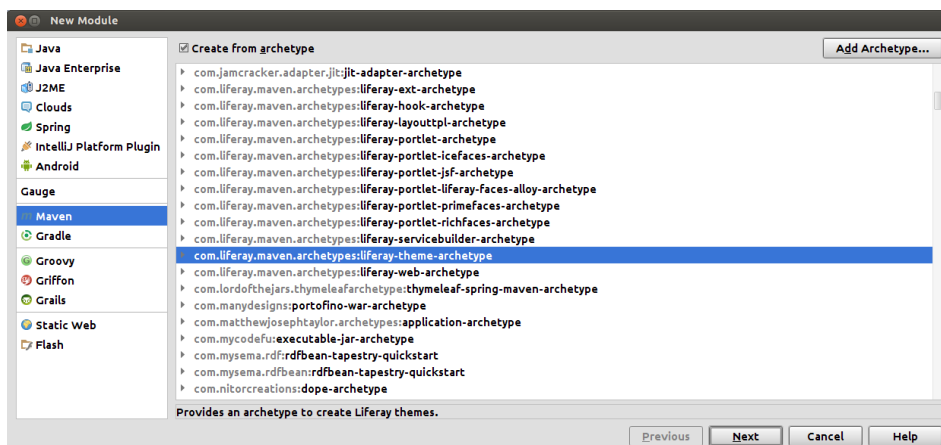 New Module
Java
Java Enterprise
J2ME
Clouds
Spring
IntelliJ Platform Plugin
Android
Gauge
Maven
Gradle
Groovy
Griffon
Grails
Static Web
Flash
Create from archetype
Add Archetype...
com.jamcracker.adapter.jit:jit-adapter-archetype
com.liferay.maven.archetypes:liferay-ext-archetype
com.liferay.maven.archetypes:liferay-hook-archetype
com.liferay.maven.archetypes:liferay-layouttpl-archetype
com.liferay.maven.archetypes:liferay-portlet-archetype
com.liferay.maven.archetypes:liferay-portlet-icefaces-archetype
com.liferay.maven.archetypes:liferay-portlet-jsf-archetype
com.liferay.maven.archetypes:liferay-portlet-liferay-faces-alloy-archetype
com.liferay.maven.archetypes:liferay-portlet-primefaces-archetype
com.liferay.maven.archetypes:liferay-portlet-richfaces-archetype
com.liferay.maven.archetypes:liferay-servicebuilder-archetype
com.liferay.maven.archetypes:liferay-theme-archetype
com.liferay.maven.archetypes:liferay-web-archetype
com.lordofthejars.thymeleafarchetype:thymeleaf-spring-maven-archetype
com.manydesigns:portofino-war-archetype
com.matthewjosephtaylor.archetypes:application-archetype
com.mycodefu:executable-jar-archetype
com.mysema.rdf:rdfbean-tapestry-quickstart
com.mysema.rdfbean:rdfbean-tapestry-quickstart
com.nitorcreations:dope-archetype
Provides an archetype to create Liferay themes.
Previous
Next
Cancel
Help